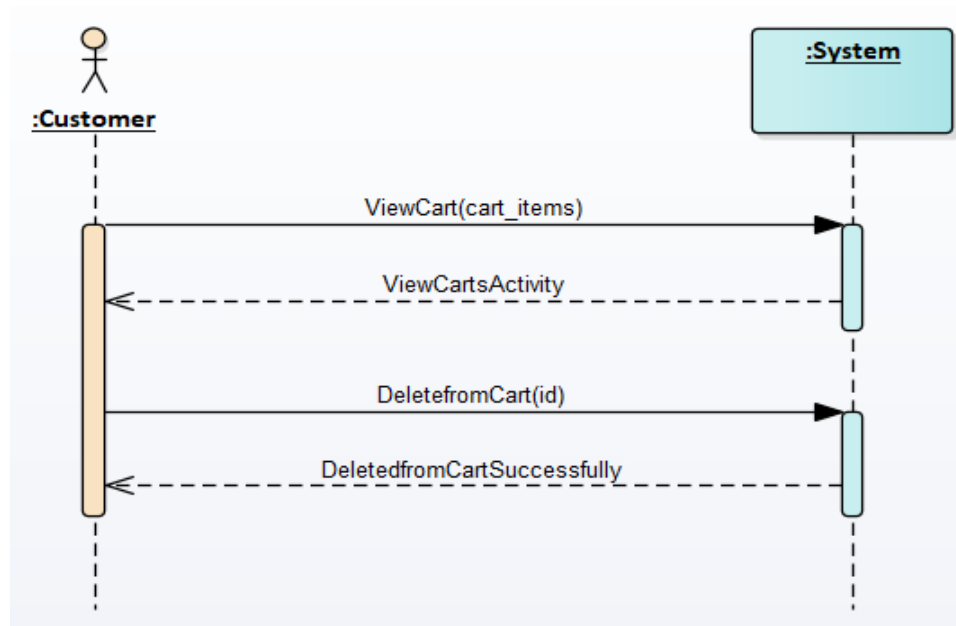 :System
:Customer
ViewCart(cart_items)
ViewCartsActivity
DeletefromCart(id)
DeletedfromCartSuccessfully